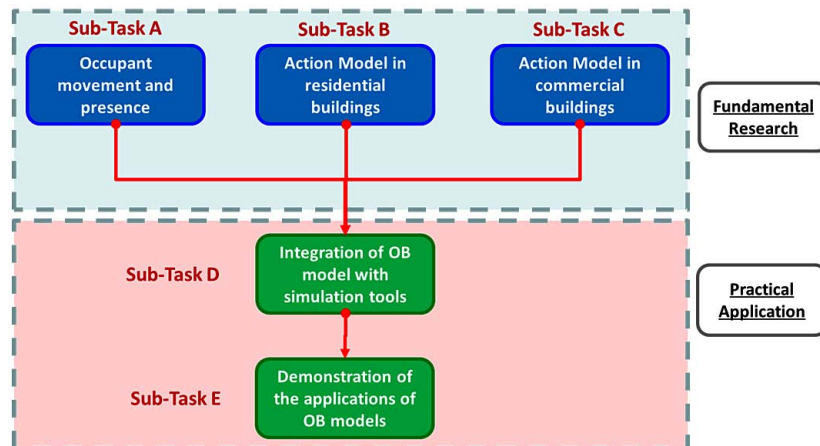 Sub-Task A
Sub-Task B
Sub-Task C
Occupant
movement and
presence
Action Model in
residential
buildings
Action Model in
commercial
buildings
Fundamental
Research
Sub-Task D
Integration of OB
model with
simulation tools
Practical
Application
Sub-Task E
Demonstration of
the applications of
OB models